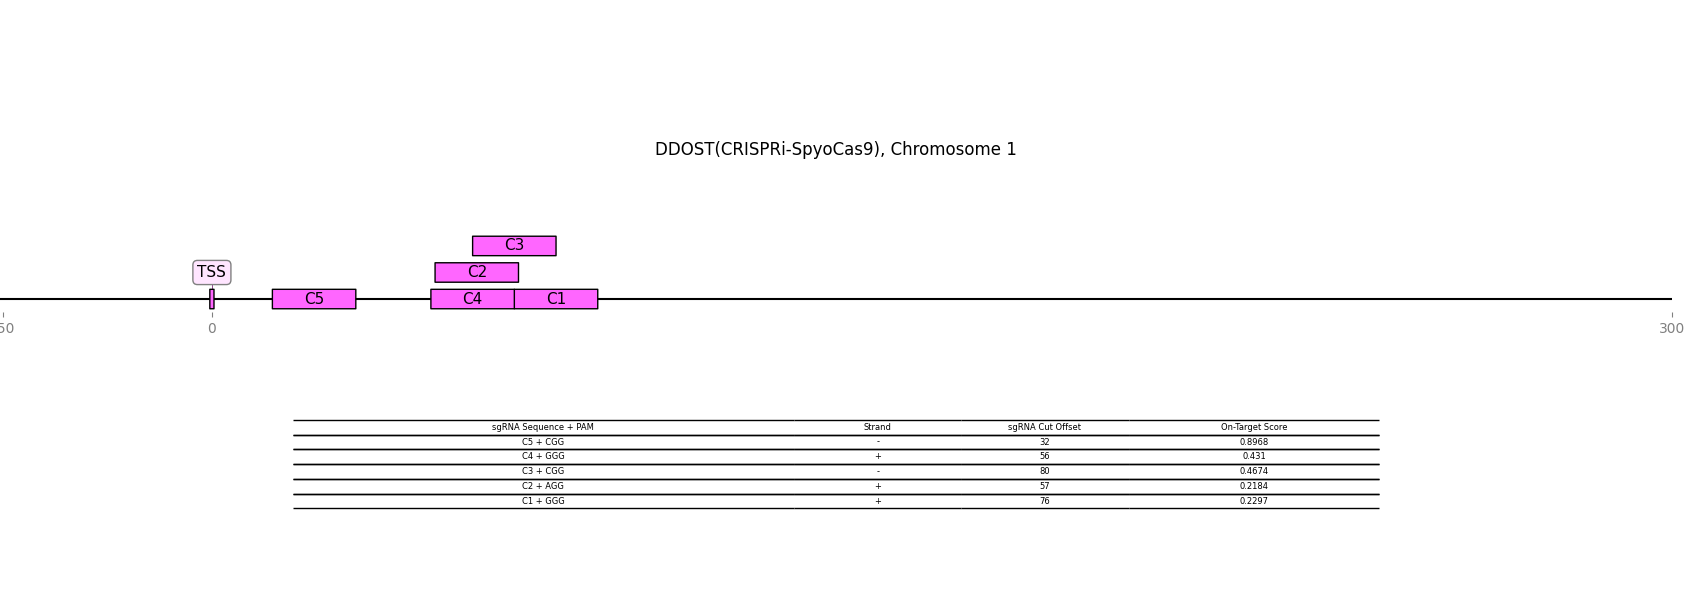 DDOST(CRISPRi-SpyoCas9), Chromosome 1
C3
TSS C2
C5 C4 C1
50 0 300
sgRNA Sequence + PAM Strand sgRNA Cut Offset On-Target Score
C5 + CGG - 32 0.8968
C4 + GGG + 56 0.431
C3 + CGG - 80 0.4674
C2 + AGG + 57 0.2184
C1 + GGG + 76 0.2297